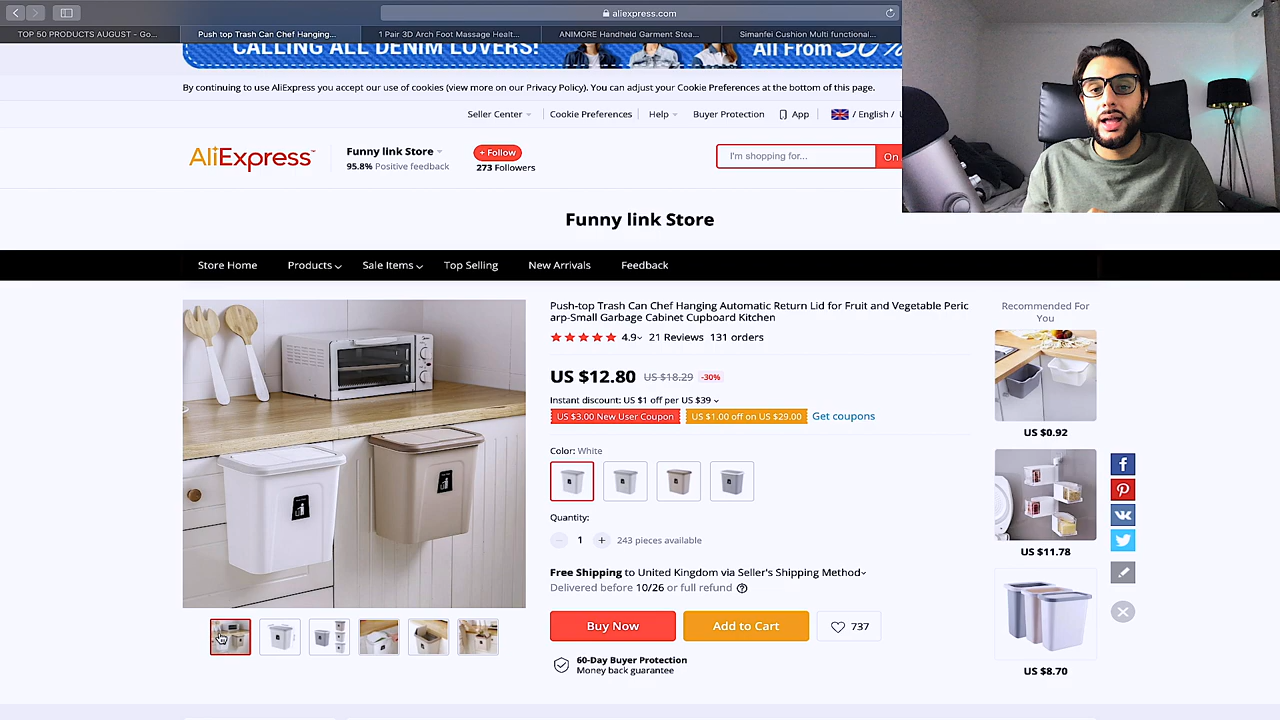 aliexpress.com
TOP 50 PRODUCTS AUGUST - Go...
Push top Trash Can Chef Hanging...
1 Pair 3D Arch Foot Massage Healt...
ANIMORE Handheld Garment Stea...
Simanfei Cushion Multi functional...
CALLING ALL DENIM LOVERS!
All From 50%
By continuing to use AliExpress you accept our use of cookies (view more on our Privacy Policy). You can adjust your Cookie Preferences at the bottom of this page.
Seller Center
Cookie Preferences
Help
Buyer Protection
App
/ English /
AliExpress™
Funny link Store
95.8% Positive feedback
+ Follow
273 Followers
I'm shopping for...
On
Funny link Store
Store Home
Products
Sale Items
Top Selling
New Arrivals
Feedback
Push-top Trash Can Chef Hanging Automatic Return Lid for Fruit and Vegetable Peric
arp-Small Garbage Cabinet Cupboard Kitchen
4.9 21 Reviews 131 orders
US $12.80 US $18.29 -30%
Instant discount: US $1 off per US $39
US $3.00 New User Coupon
US $1.00 off on US $29.00
Get coupons
Color: White
Quantity:
1
243 pieces available
Free Shipping to United Kingdom via Seller's Shipping Method
Delivered before 10/26 or full refund
Buy Now
Add to Cart
737
60-Day Buyer Protection
Money back guarantee
Recommended For
You
US $0.92
US $11.78
US $8.70